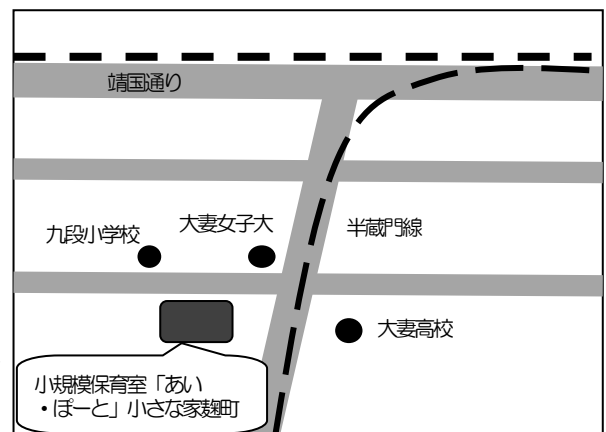 靖国通り
大妻女子大
九段小学校
半蔵門線
大妻高校
小規模保育室「あい
・ぽーと」小さな家麹町